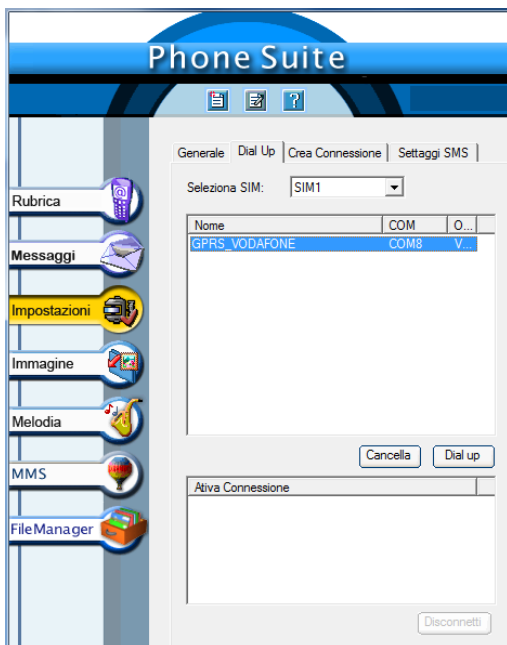 Phone Suite
Generale Dial Up Crea Connessione Settaggi SMS
Seleziona SIM: SIM1
Rubrica
Messaggi
Impostazioni
Immagine
Melodia
MMS
FileManager
Nome COM O...
GPRS_VODAFONE COM8 V...
Cancella Dial up
Ativa Connessione
Disconnetti